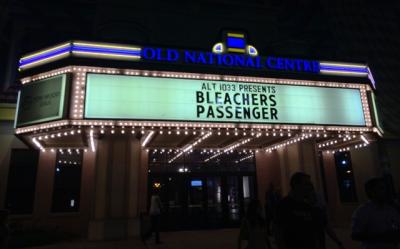 OLD NATIONAL CENTRE
ALT 1033 PRESENTS
BLEACHERS
PASSENGER